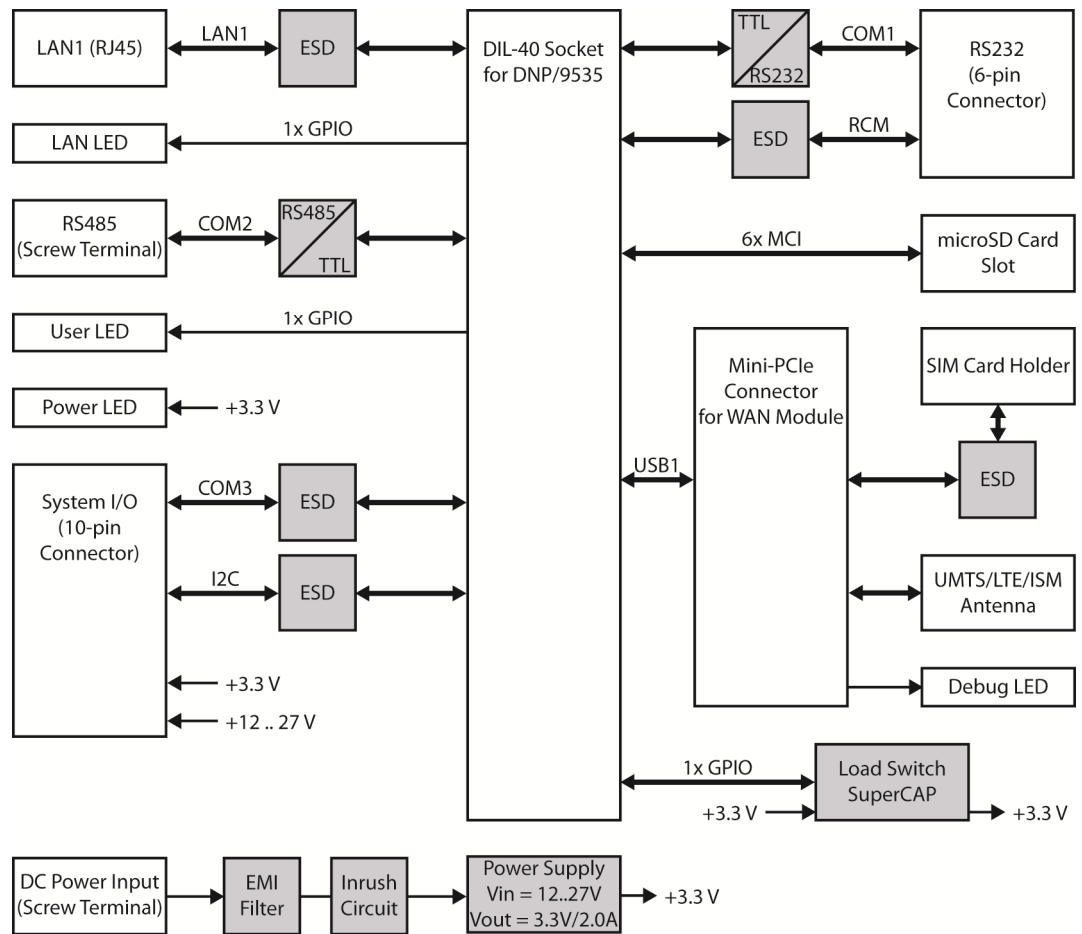 LAN1 (RJ45)
LAN1
ESD
DIL-40 Socket
for DNP/9535
TTL
RS232
COM1
RS232
(6-pin
Connector)
ESD
RCM
LAN LED
1x GPIO
RS485
(Screw Terminal)
COM2
RS485
TTL
6x MCI
microSD Card
Slot
User LED
1x GPIO
Mini-PCIe
Connector
for WAN Module
SIM Card Holder
Power LED
+3.3 V
USB1
ESD
System I/O
(10-pin
Connector)
COM3
ESD
I2C
ESD
UMTS/LTE/ISM
Antenna
+3.3 V
+12 .. 27 V
Debug LED
1x GPIO
Load Switch
SuperCAP
+3.3 V
+3.3 V
DC Power Input
(Screw Terminal)
EMI
Filter
Inrush
Circuit
Power Supply
Vin = 12..27V
Vout = 3.3V/2.0A
+3.3 V